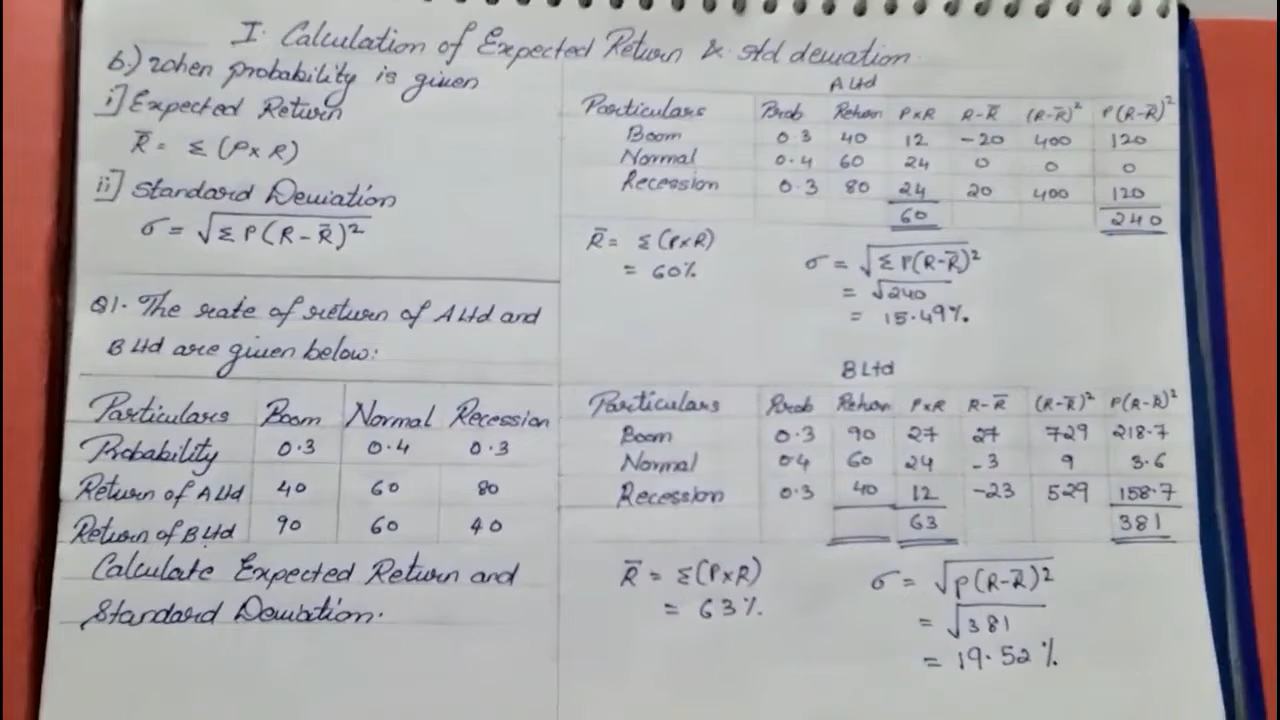 I. Calculation of Expected Return & Std deviation.
b.) When probability is given
i] Expected Return
R̄ = Σ (P×R)
ii] Standard Deviation
σ = √Σ P(R - R̄)²
Q1. The rate of return of A Ltd and
B Ltd are given below:
Particulars Boom Normal Recession
Probability 0.3 0.4 0.3
Return of A Ltd 40 60 80
Return of B Ltd 90 60 40
Calculate Expected Return and
Standard Deviation.
A Ltd
Particulars Prob Return P×R R-R̄ (R-R̄)² P(R-R̄)²
Boom 0.3 40 12 -20 400 120
Normal 0.4 60 24 0 0 0
Recession 0.3 80 24 20 400 120
60 240
R̄ = Σ(P×R)
= 60%
σ = √Σ P(R-R̄)²
= √240
= 15.49%.
B Ltd
Particulars Prob Return P×R R-R̄ (R-R̄)² P(R-R̄)²
Boom 0.3 90 27 27 729 218.7
Normal 0.4 60 24 -3 9 3.6
Recession 0.3 40 12 -23 529 158.7
63 381
R̄ = Σ(P×R)
= 63%.
σ = √P(R-R̄)²
= √381
= 19.52%